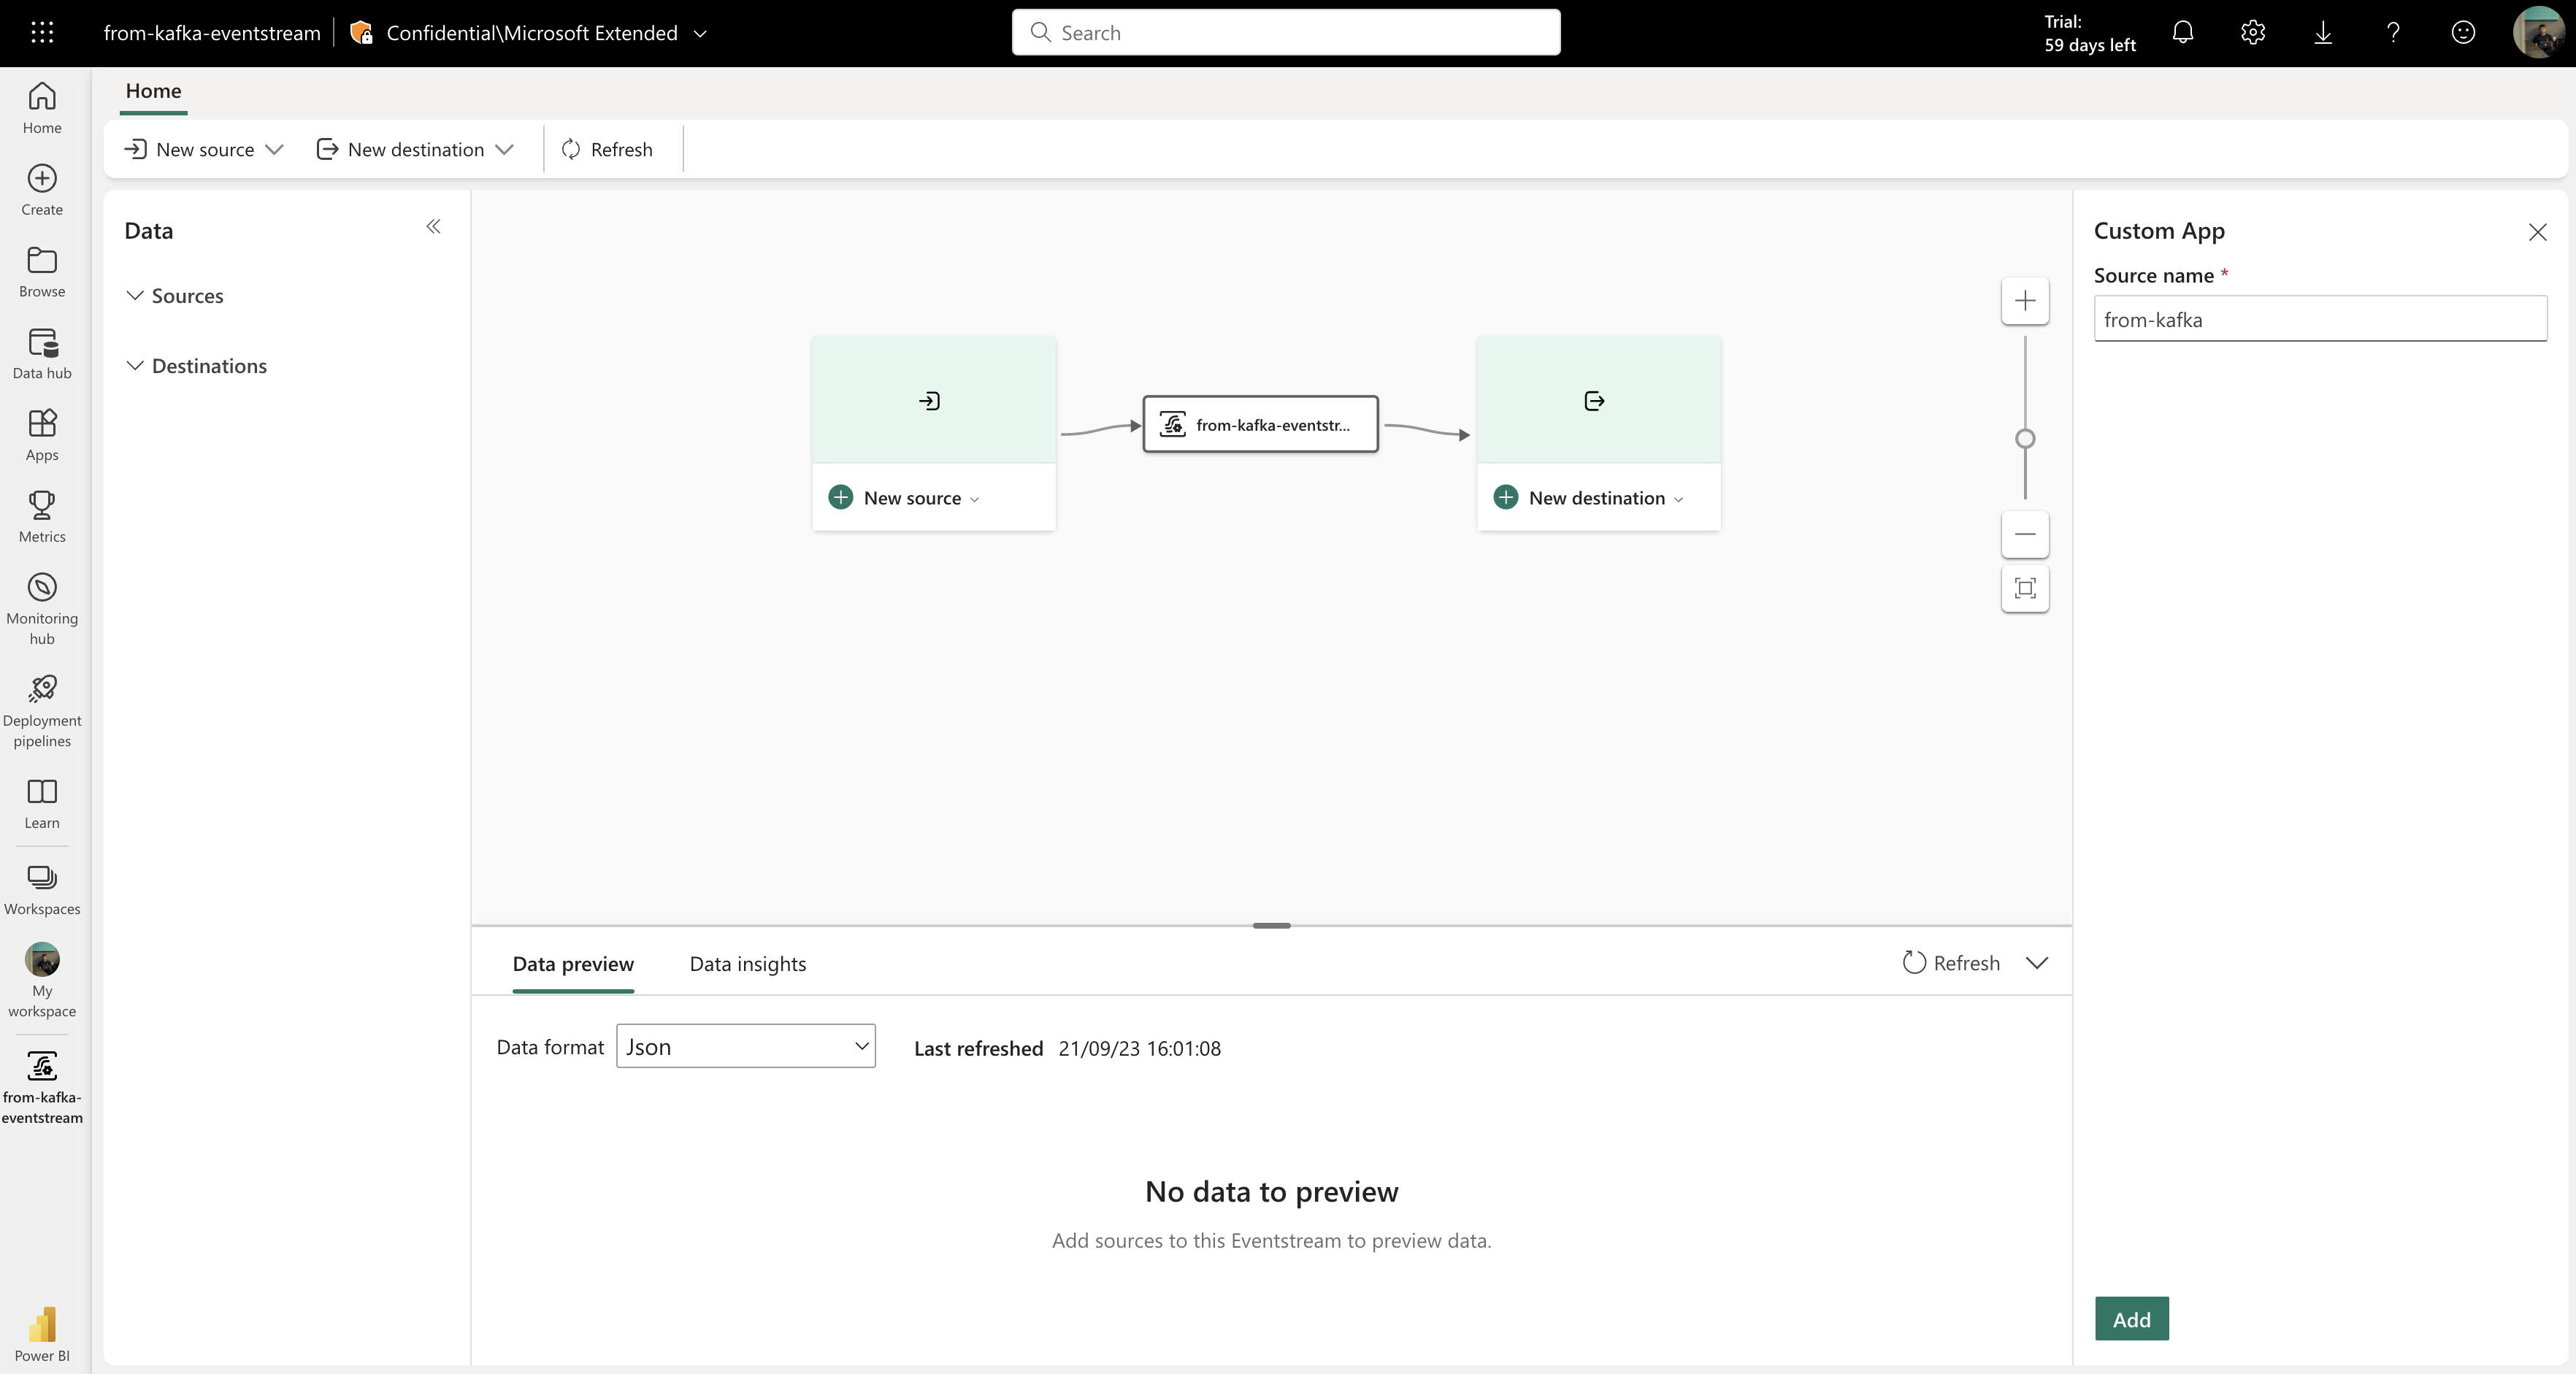 from-kafka-eventstream
Confidential\Microsoft Extended
Search
Trial:
59 days left
Home
Create
Browse
Data hub
Apps
Metrics
Monitoring
hub
Deployment
pipelines
Learn
Workspaces
My
workspace
from-kafka-
eventstream
Power BI
Home
New source
New destination
Refresh
Data
Sources
Destinations
from-kafka-eventstr...
New source
New destination
Data preview
Data insights
Refresh
Data format
Json
Last refreshed 21/09/23 16:01:08
No data to preview
Add sources to this Eventstream to preview data.
Custom App
Source name *
from-kafka
Add